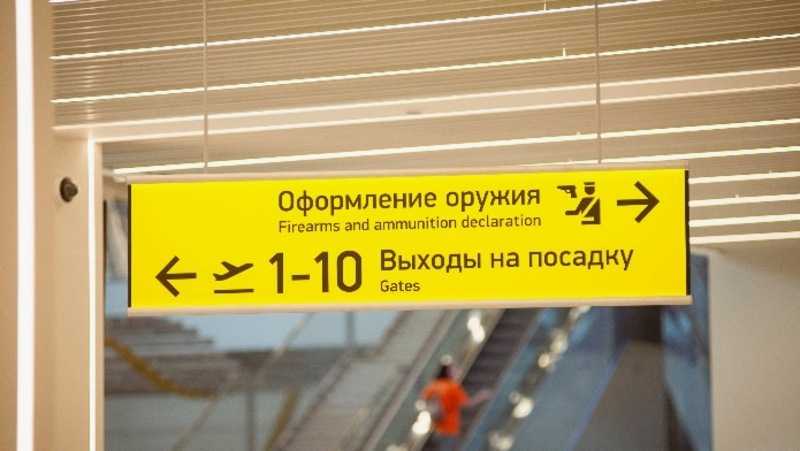 Оформление оружия
Firearms and ammunition declaration
1-10 Выходы на посадку
Gates